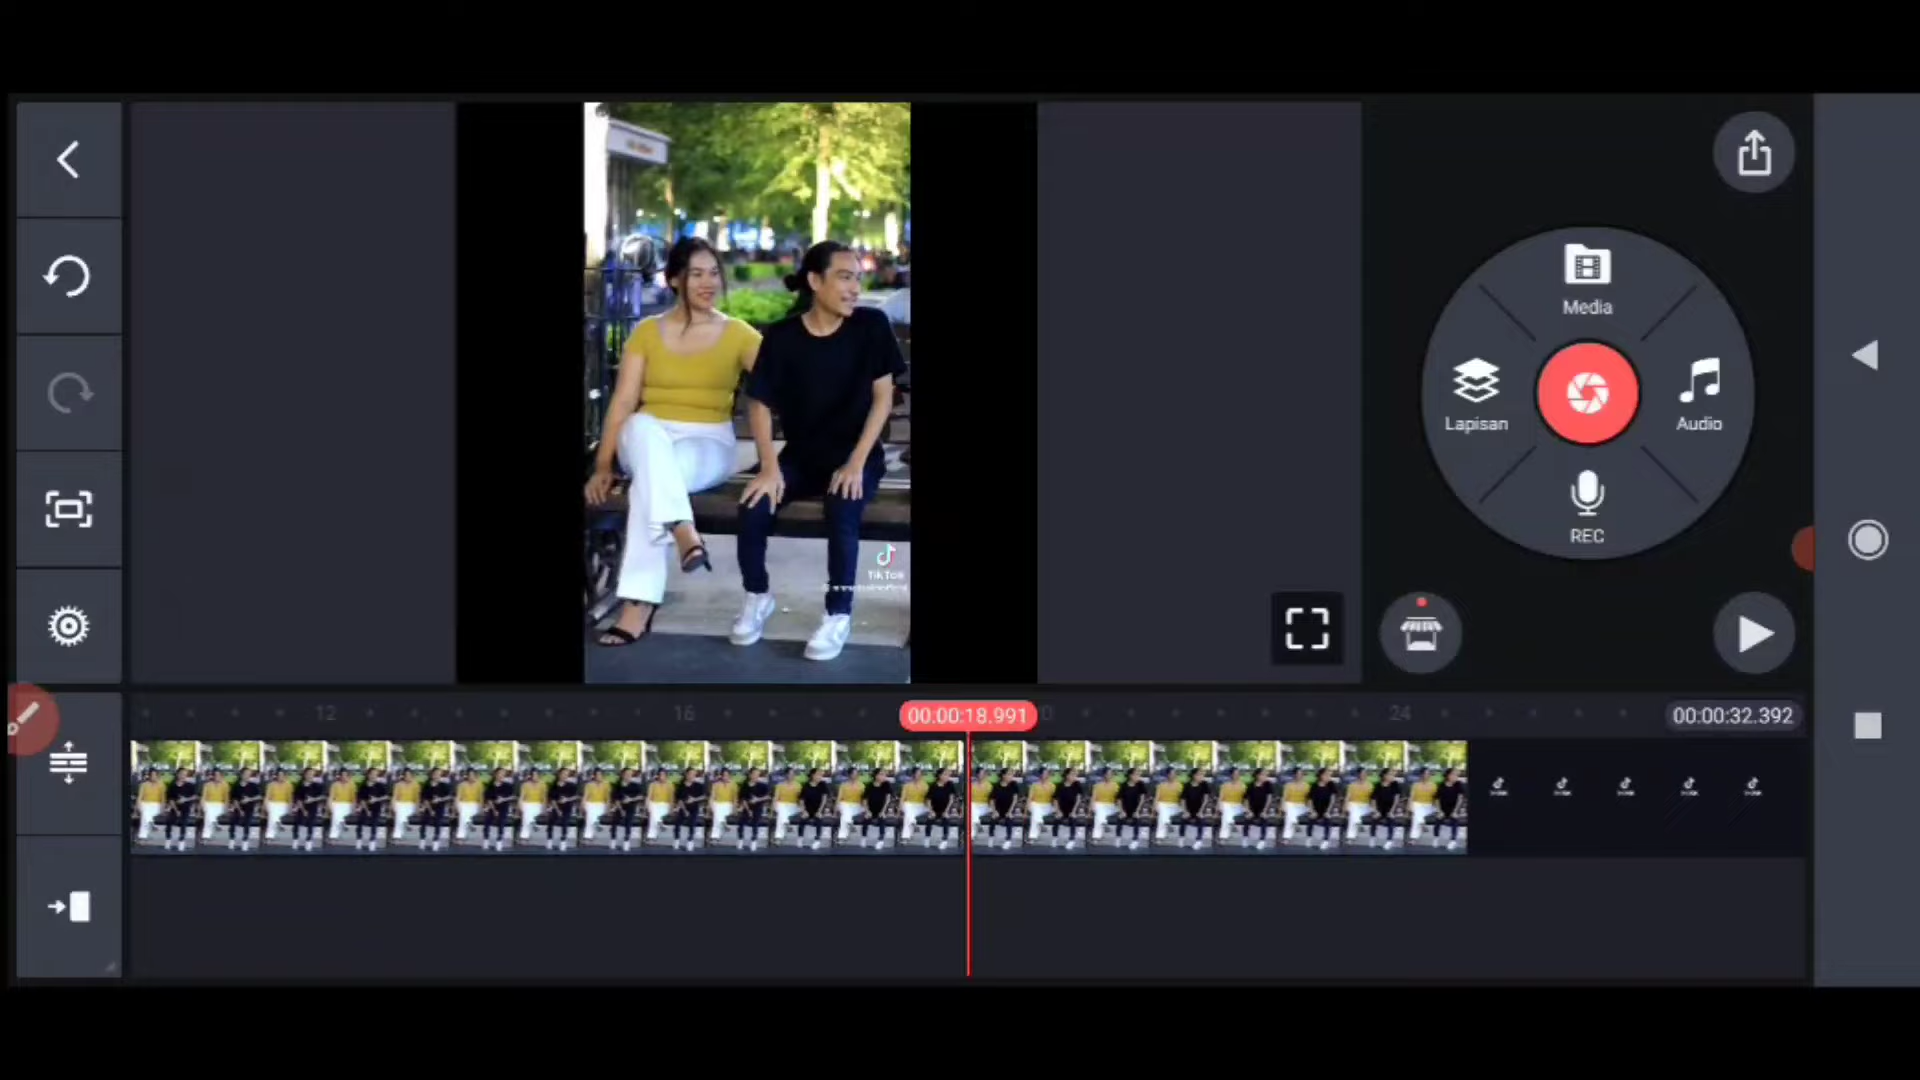 Media
Lapisan
Audio
REC
TikTok
12
16
00:00:18.991
24
00:00:32.392